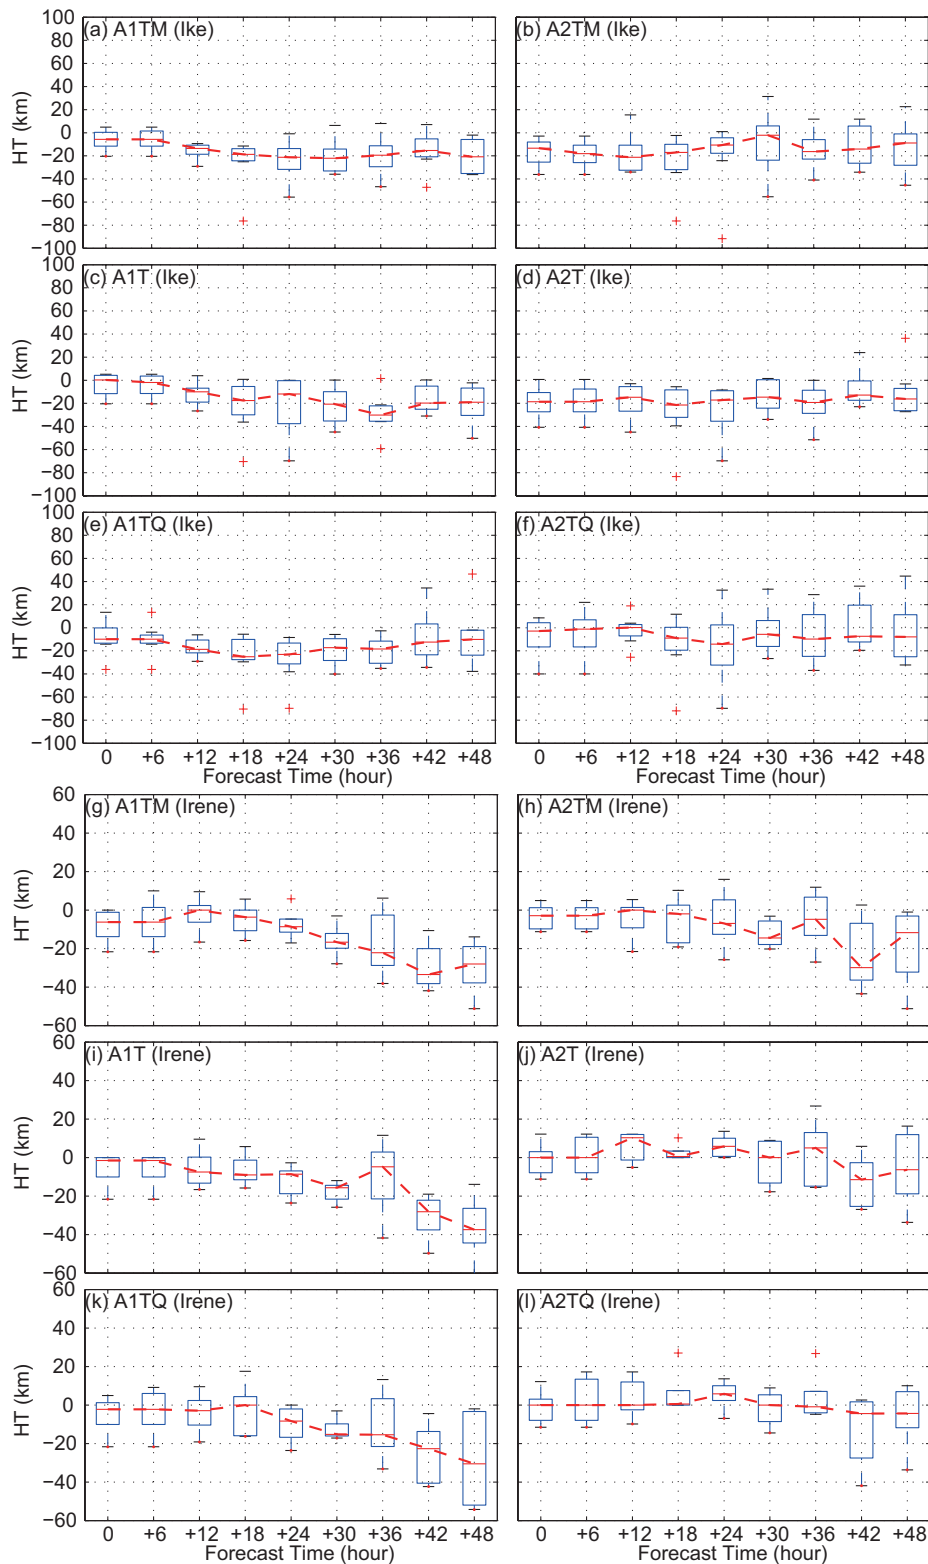 (a) A1TM (Ike)
(b) A2TM (Ike)
100
80
60
40
20
0
−20
−40
−60
−80
−100
HT (km)
(c) A1T (Ike)
(d) A2T (Ike)
100
80
60
40
20
0
−20
−40
−60
−80
−100
HT (km)
(e) A1TQ (Ike)
(f) A2TQ (Ike)
100
80
60
40
20
0
−20
−40
−60
−80
−100
HT (km)
0 +6 +12 +18 +24 +30 +36 +42 +48
0 +6 +12 +18 +24 +30 +36 +42 +48
Forecast Time (hour)
Forecast Time (hour)
(g) A1TM (Irene)
(h) A2TM (Irene)
60
40
20
0
−20
−40
−60
HT (km)
(i) A1T (Irene)
(j) A2T (Irene)
60
40
20
0
−20
−40
−60
HT (km)
(k) A1TQ (Irene)
(l) A2TQ (Irene)
60
40
20
0
−20
−40
−60
HT (km)
0 +6 +12 +18 +24 +30 +36 +42 +48
0 +6 +12 +18 +24 +30 +36 +42 +48
Forecast Time (hour)
Forecast Time (hour)